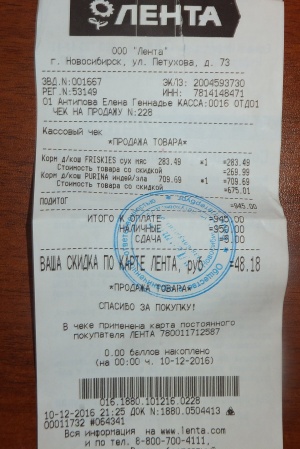 ЛЕНТА
ООО "Лента"
г. Новосибирск, ул. Петухова, д. 73
ЗВД.N:001667 ЭКЛЗ: 2004593730
РЕГ.N:53149 ИНН: 7814148471
01 Антипова Елена Геннадье КАССА:0016 ОТД01
ЧЕК НА ПРОДАЖУ N:228
Кассовый чек
*ПРОДАЖА ТОВАРА*
Корм д/кош FRISKIES сух мяс 283.49 *1 =283.49
Стоимость товара со скидкой =269.99
Корм д/кош PURINA индей/зла 709.69 *1 =709.69
Стоимость товара со скидкой =675.01
ПОДИТОГ =945.00
ИТОГО К ОПЛАТЕ =945.00
НАЛИЧНЫЕ =950.00
СДАЧА =5.00
ВАША СКИДКА ПО КАРТЕ ЛЕНТА, руб =48.18
*ПРОДАЖА ТОВАРА*
СПАСИБО ЗА ПОКУПКУ!
В чеке применена карта постоянного
покупателя ЛЕНТА 780011712587
0.00 баллов накоплено
(на 00:00 ч. 10-12-2016)
016.1880.101216.0228
10-12-2016 21:25 ДОК N:1880.0504413
00011732 #064341
Вся информация на www.lenta.com
и по тел. 8-800-700-4111,